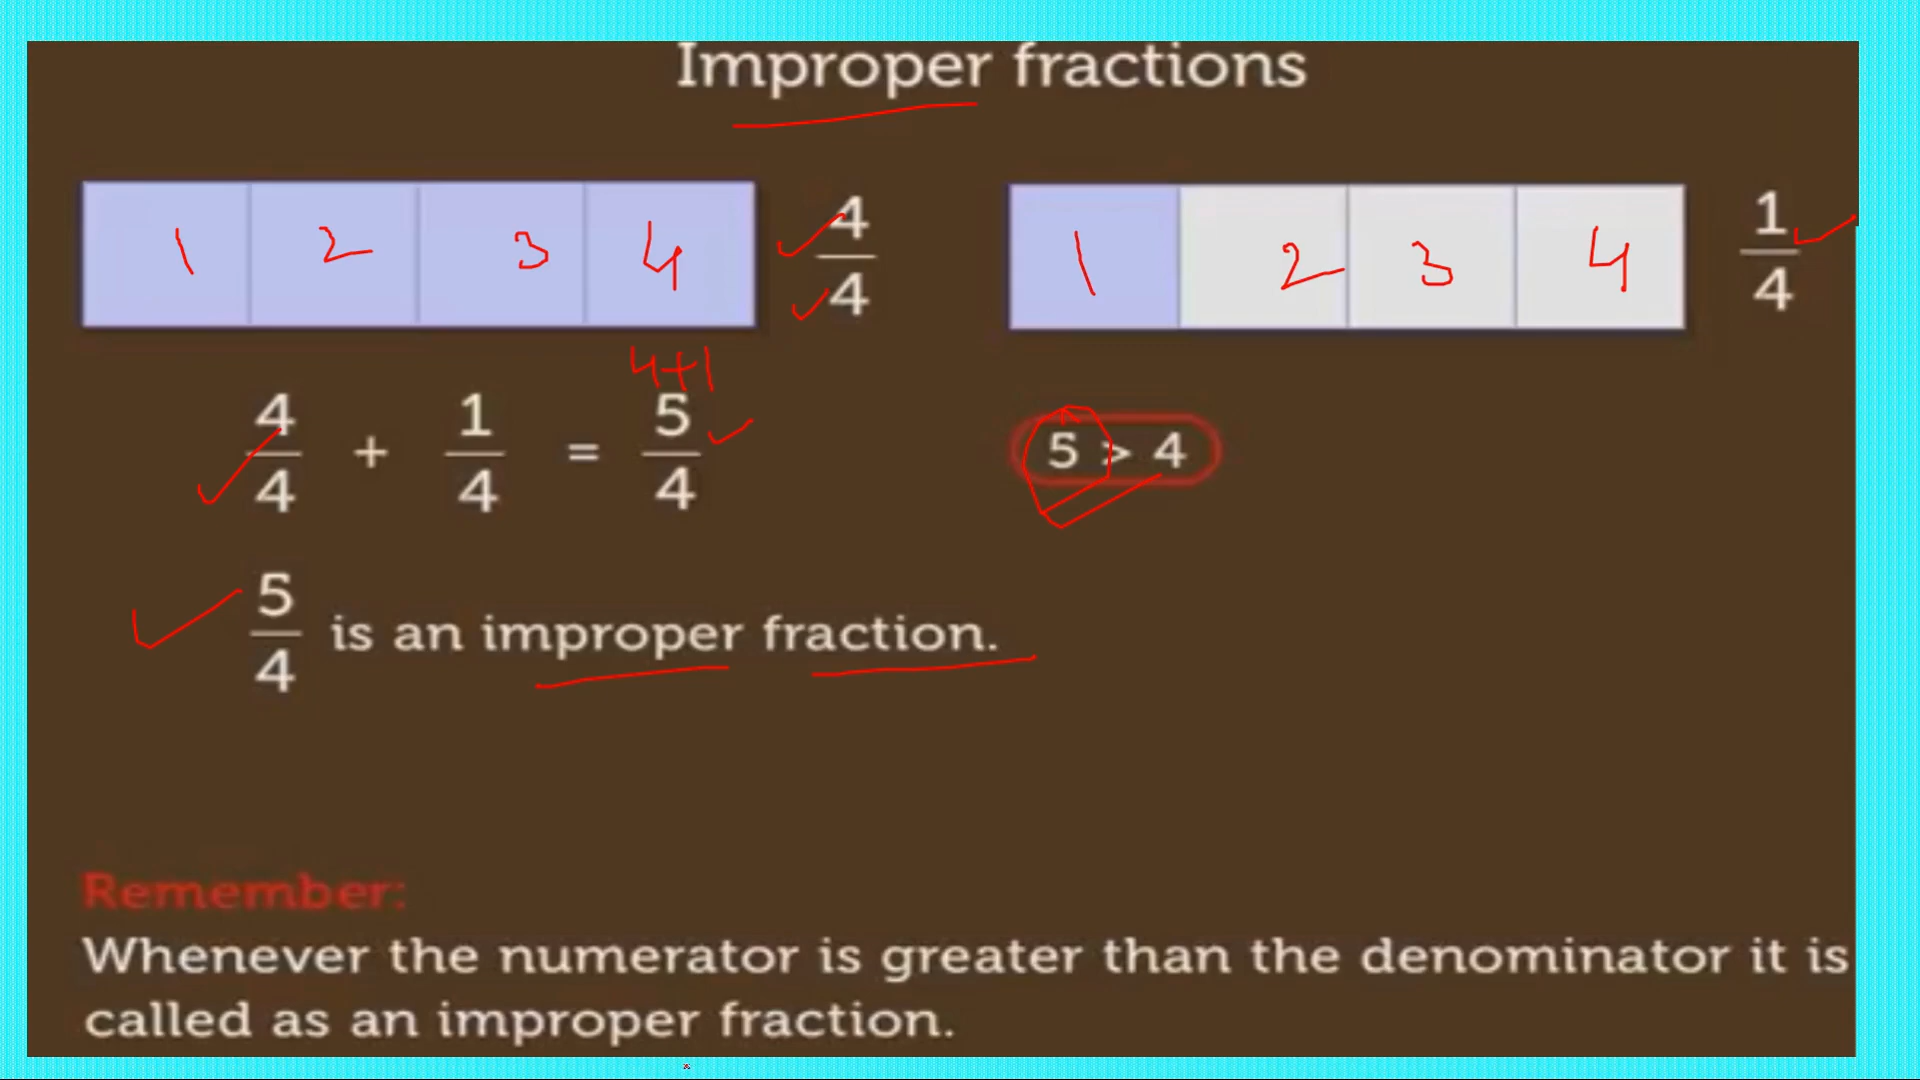 Improper fractions
1 2 3 4 4/4 1 2 3 4 1/4
4+1
4/4 + 1/4 = 5/4 5 > 4
5/4 is an improper fraction.
Remember:
Whenever the numerator is greater than the denominator it is
called as an improper fraction.